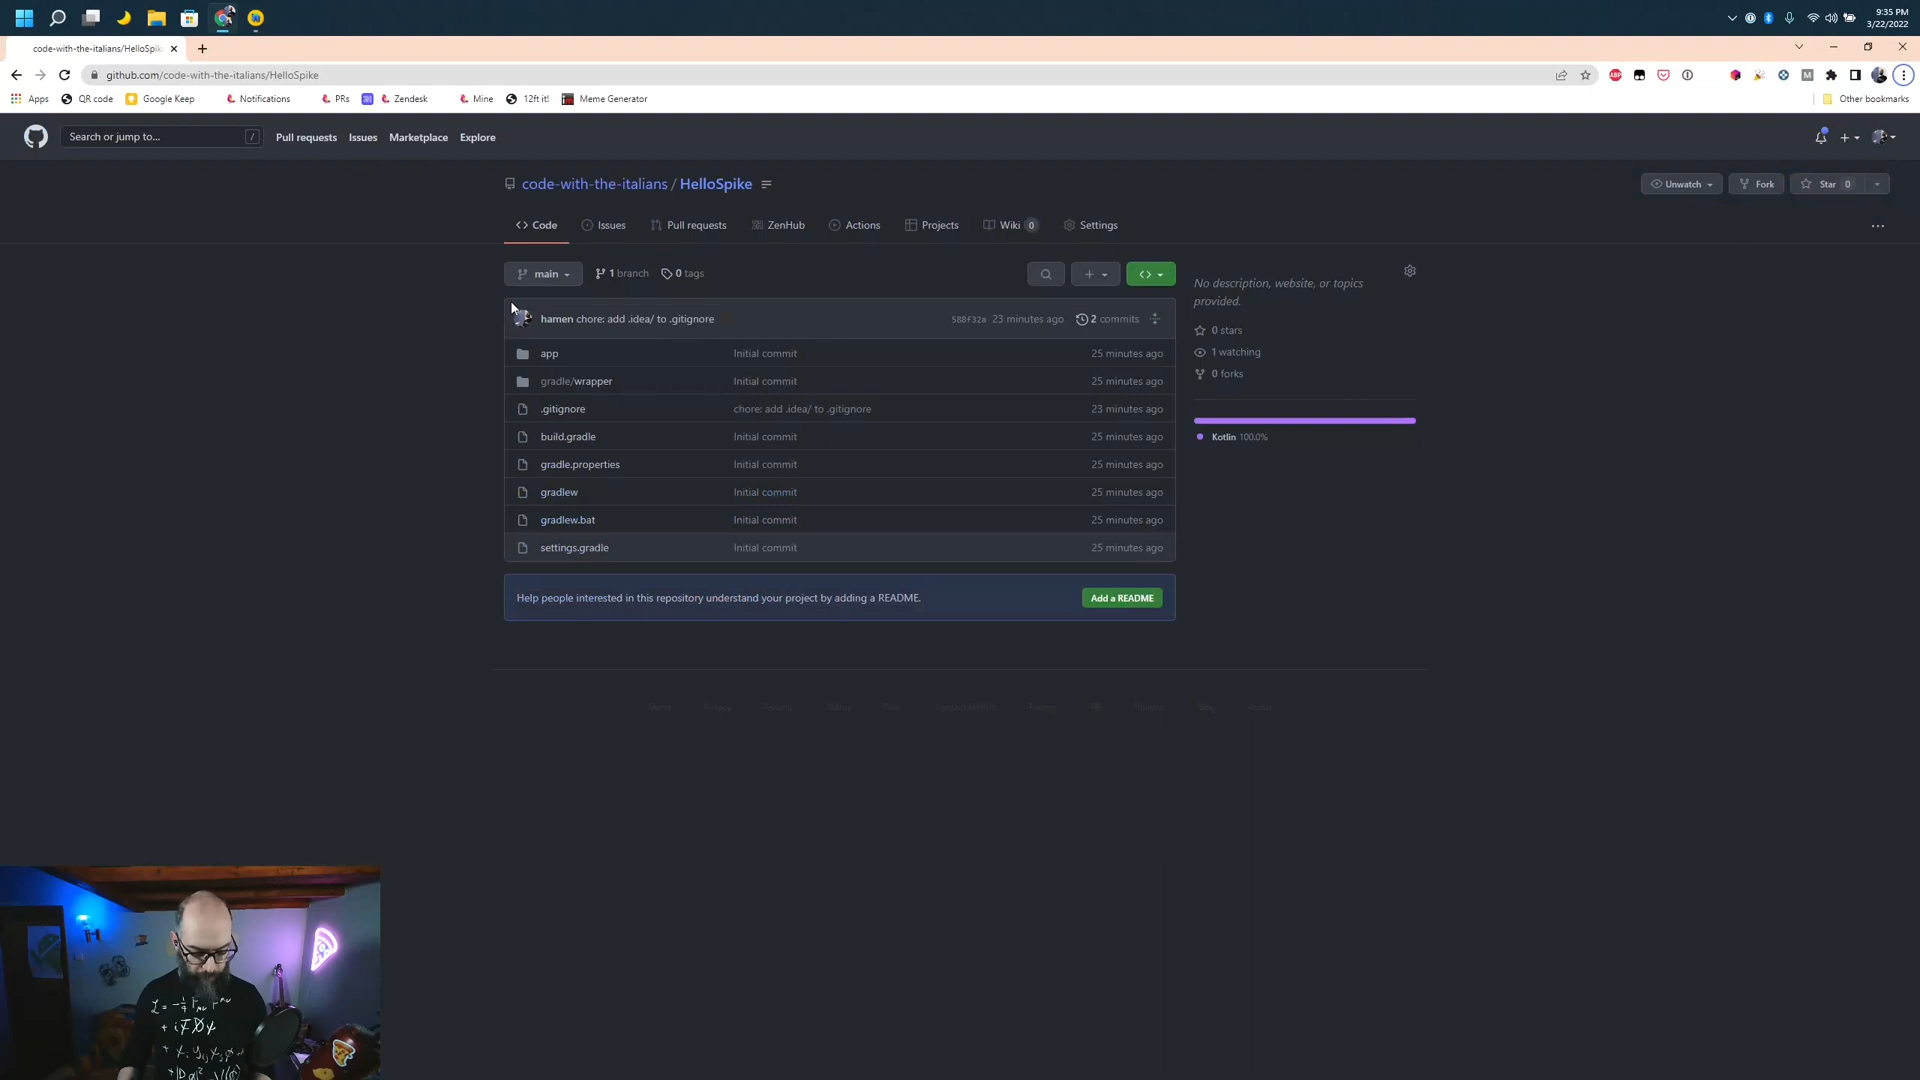 9:35 PM
3/22/2022
code-with-the-italians/HelloSpik
github.com/code-with-the-italians/HelloSpike
Apps QR code Google Keep Notifications PRs Zendesk Mine 12ft it! Meme Generator Other bookmarks
Search or jump to... / Pull requests Issues Marketplace Explore
code-with-the-italians / HelloSpike Unwatch Fork Star 0
Code Issues Pull requests ZenHub Actions Projects Wiki 0 Settings
main 1 branch 0 tags
hamen chore: add .idea/ to .gitignore 588f32a 23 minutes ago 2 commits
app Initial commit 25 minutes ago
gradle/wrapper Initial commit 25 minutes ago
.gitignore chore: add .idea/ to .gitignore 23 minutes ago
build.gradle Initial commit 25 minutes ago
gradle.properties Initial commit 25 minutes ago
gradlew Initial commit 25 minutes ago
gradlew.bat Initial commit 25 minutes ago
settings.gradle Initial commit 25 minutes ago
Help people interested in this repository understand your project by adding a README. Add a README
No description, website, or topics
provided.
0 stars
1 watching
0 forks
Kotlin 100.0%